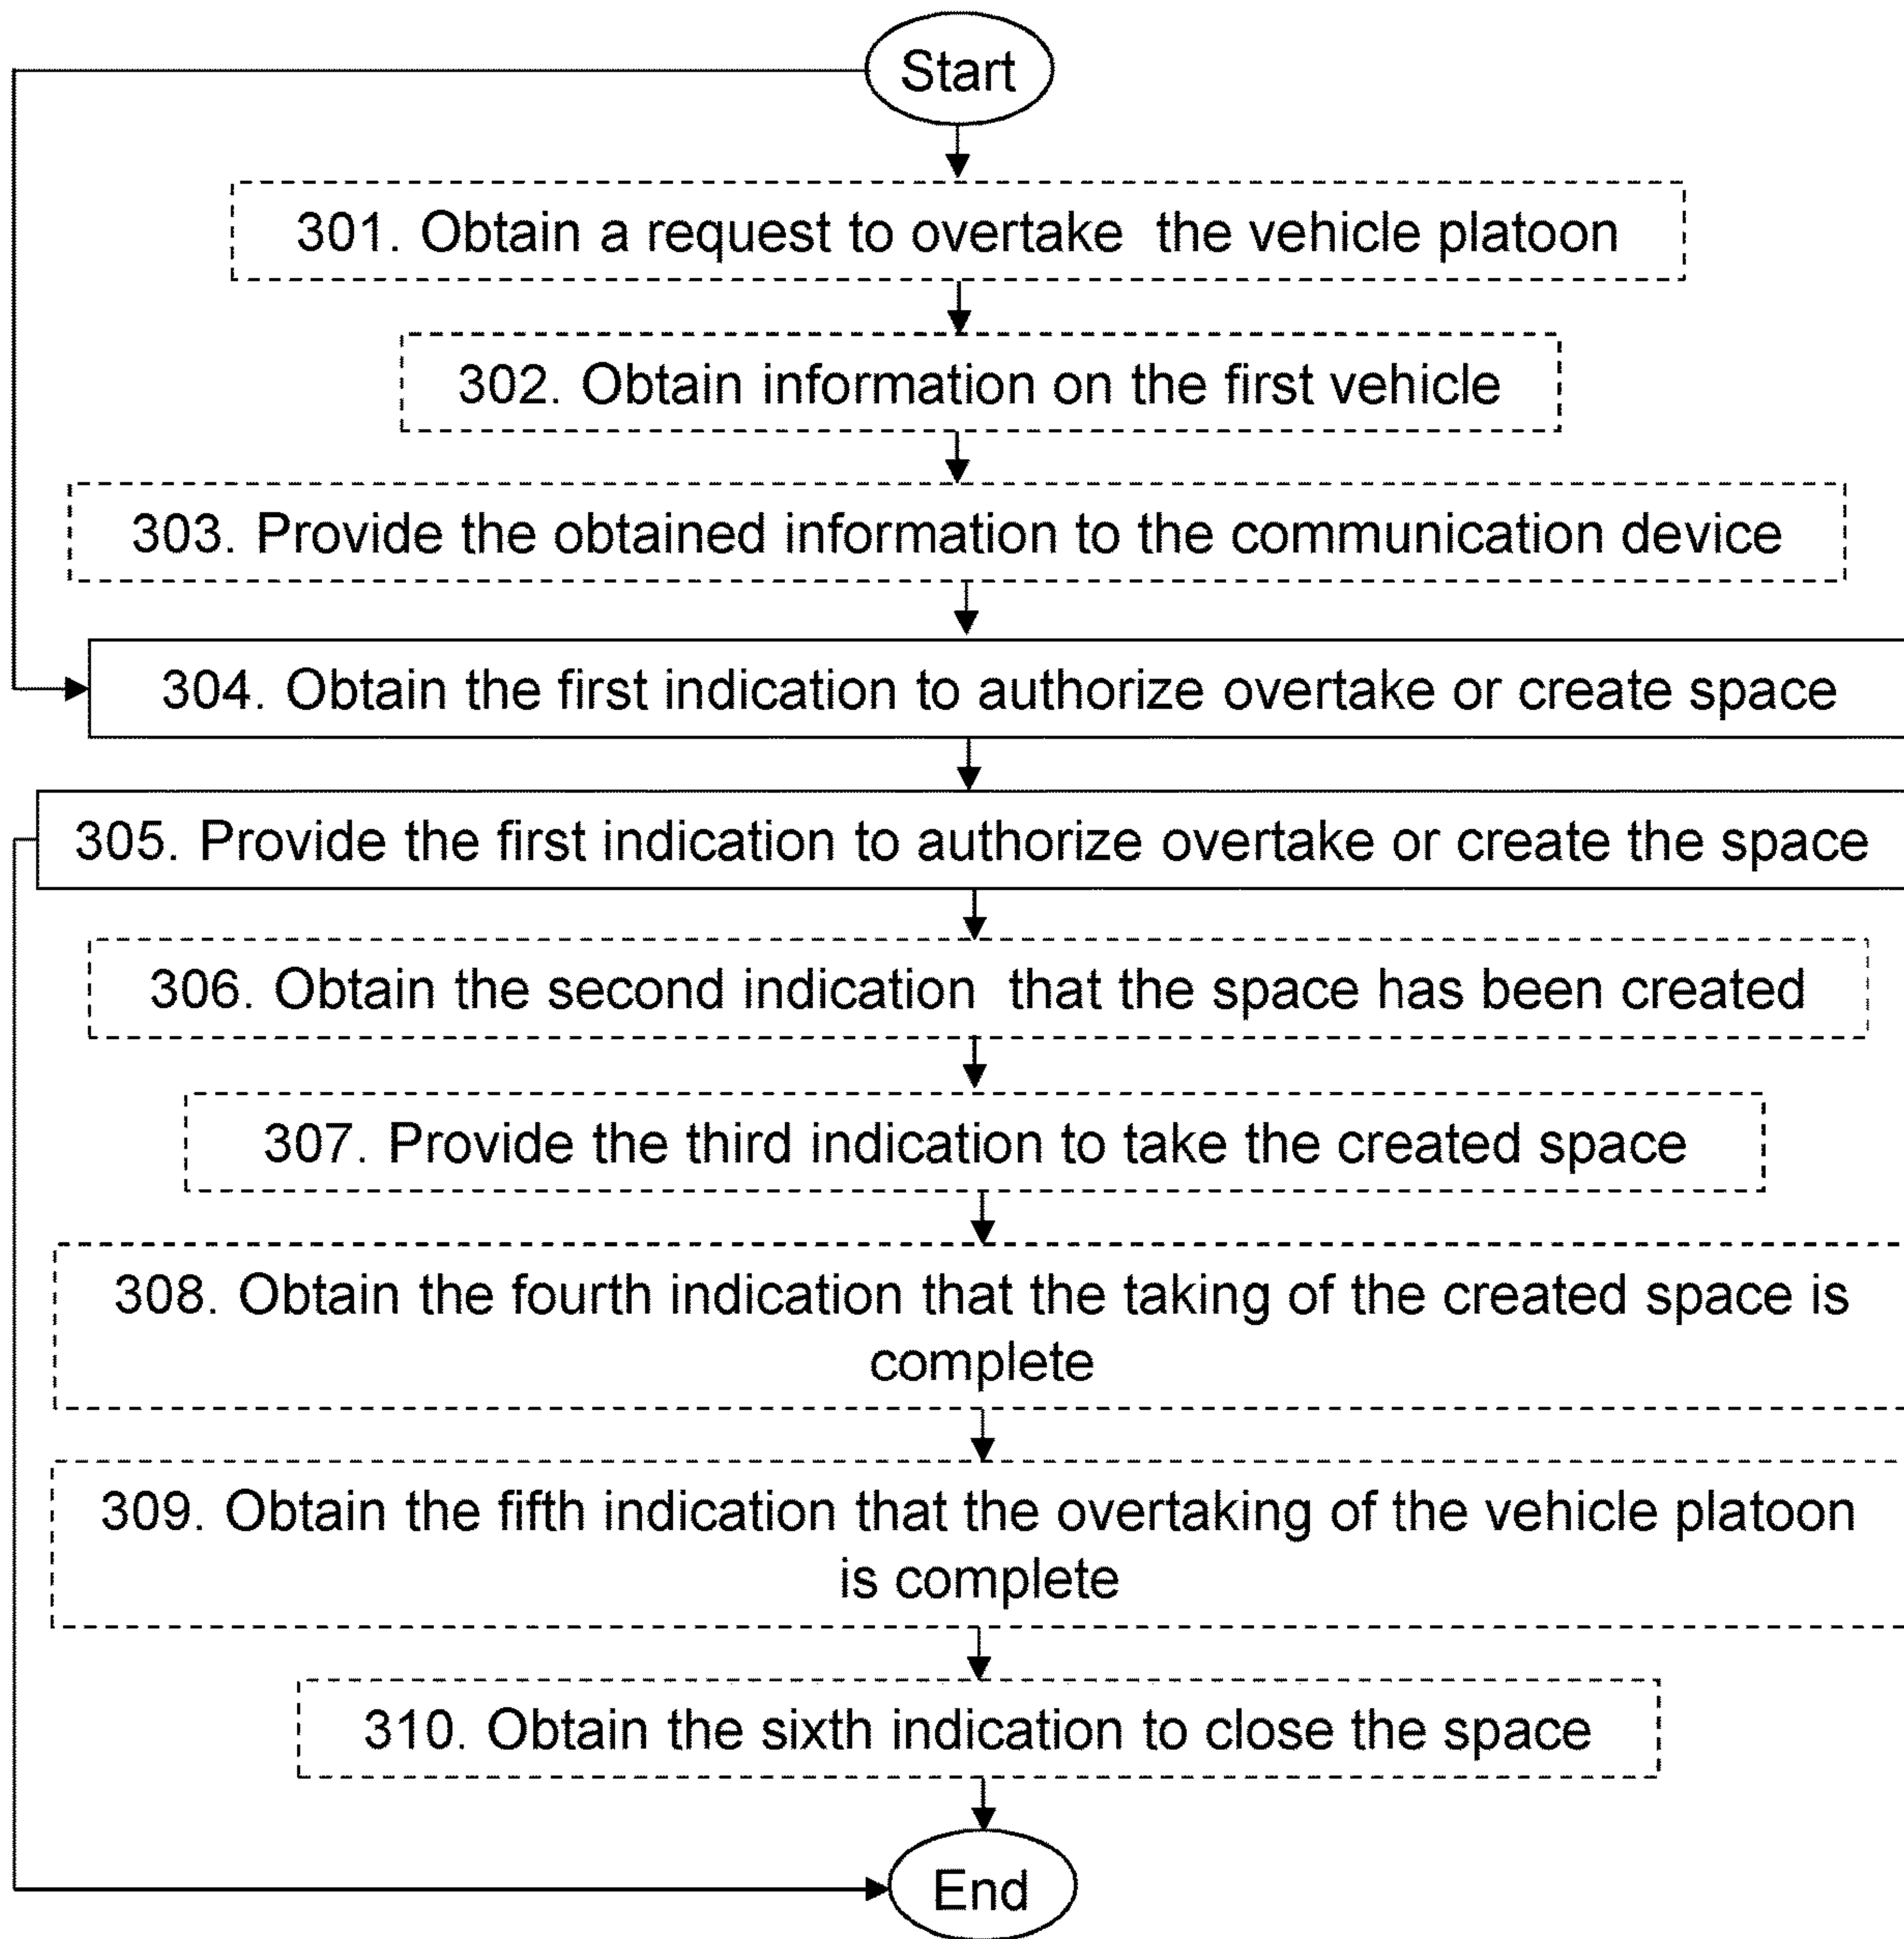 Start
301. Obtain a request to overtake the vehicle platoon
302. Obtain information on the first vehicle
303. Provide the obtained information to the communication device
304. Obtain the first indication to authorize overtake or create space
305. Provide the first indication to authorize overtake or create the space
306. Obtain the second indication that the space has been created
307. Provide the third indication to take the created space
308. Obtain the fourth indication that the taking of the created space is
complete
309. Obtain the fifth indication that the overtaking of the vehicle platoon
is complete
310. Obtain the sixth indication to close the space
End